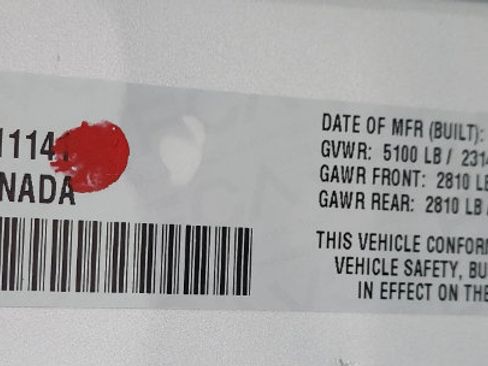 1114
NADA
DATE OF MFR (BUILT):
GVWR: 5100 LB / 2314
GAWR FRONT: 2810 LB
GAWR REAR: 2810 LB
THIS VEHICLE CONFORM
VEHICLE SAFETY, BU
IN EFFECT ON THE